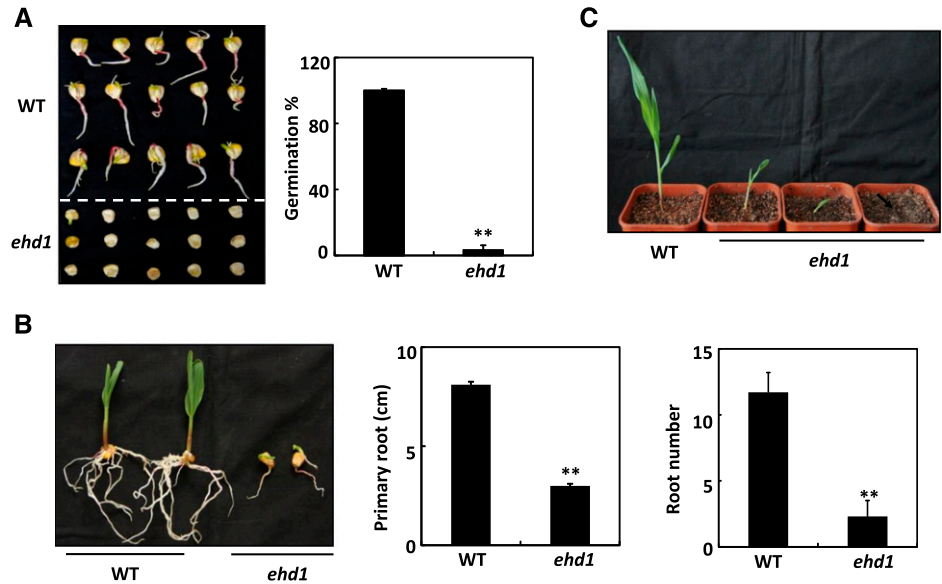 A
WT
ehd1
Germination %
120
80
40
0
**
WT
ehd1
C
WT
ehd1
B
WT
ehd1
Primary root (cm)
10
5
0
**
WT
ehd1
Root number
15
10
5
0
**
WT
ehd1